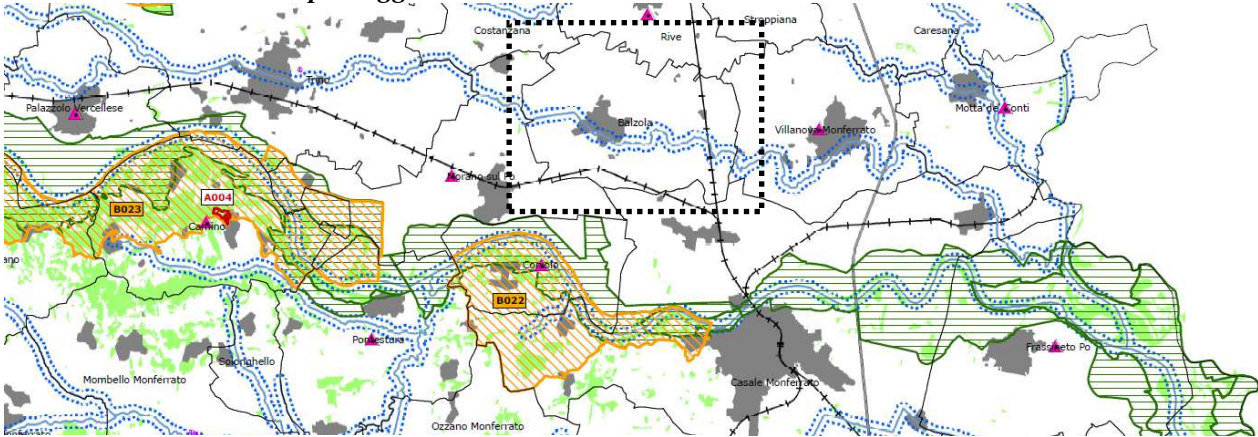 Stroppiana
Costanzana
Rive
Caresana
Trino
Palazzolo Vercellese
Motta de' Conti
Balzola
Villanova Monferrato
Morano sul Po
A004
B023
Camino
Coniolo
B022
Pontestura
Frassineto Po
Solonghello
Mombello Monferrato
Casale Monferrato
Ozzano Monferrato